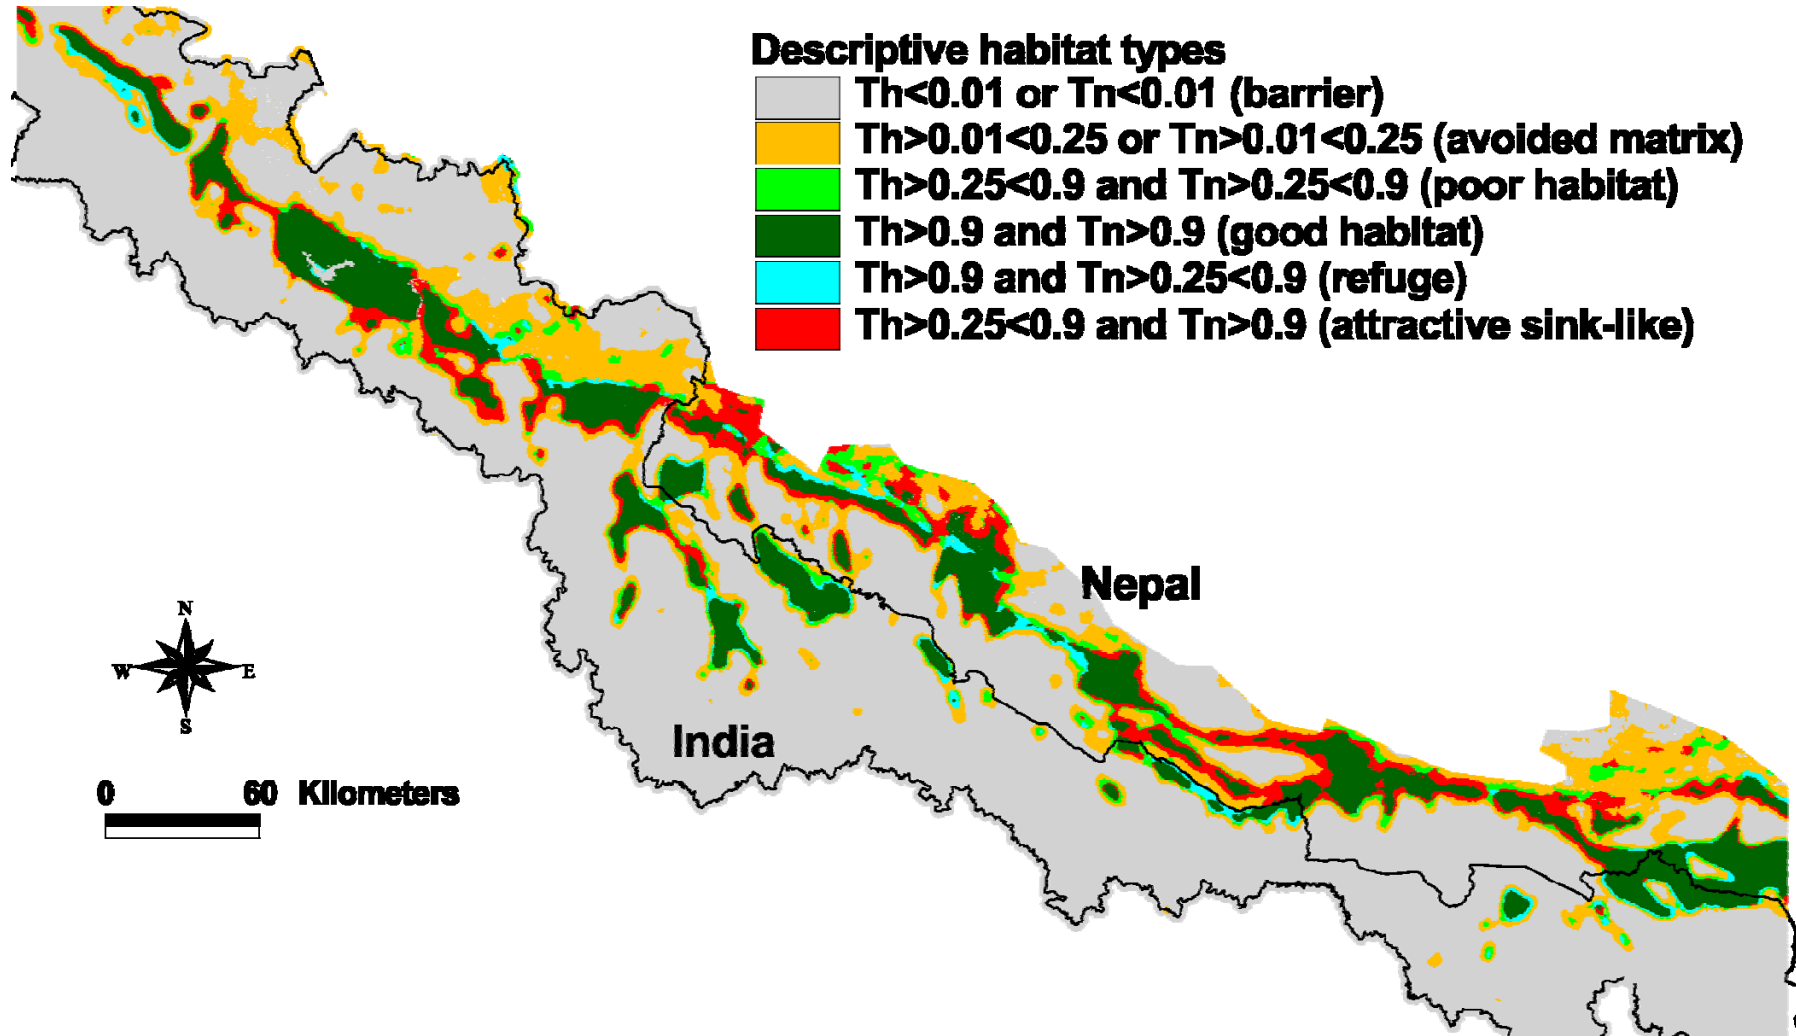 Descriptive habitat types
Th<0.01 or Tn<0.01 (barrier)
Th>0.01<0.25 or Tn>0.01<0.25 (avoided matrix)
Th>0.25<0.9 and Tn>0.25<0.9 (poor habitat)
Th>0.9 and Tn>0.9 (good habitat)
Th>0.9 and Tn>0.25<0.9 (refuge)
Th>0.25<0.9 and Tn>0.9 (attractive sink-like)
Nepal
N
W E
S
India
0 60 Kilometers